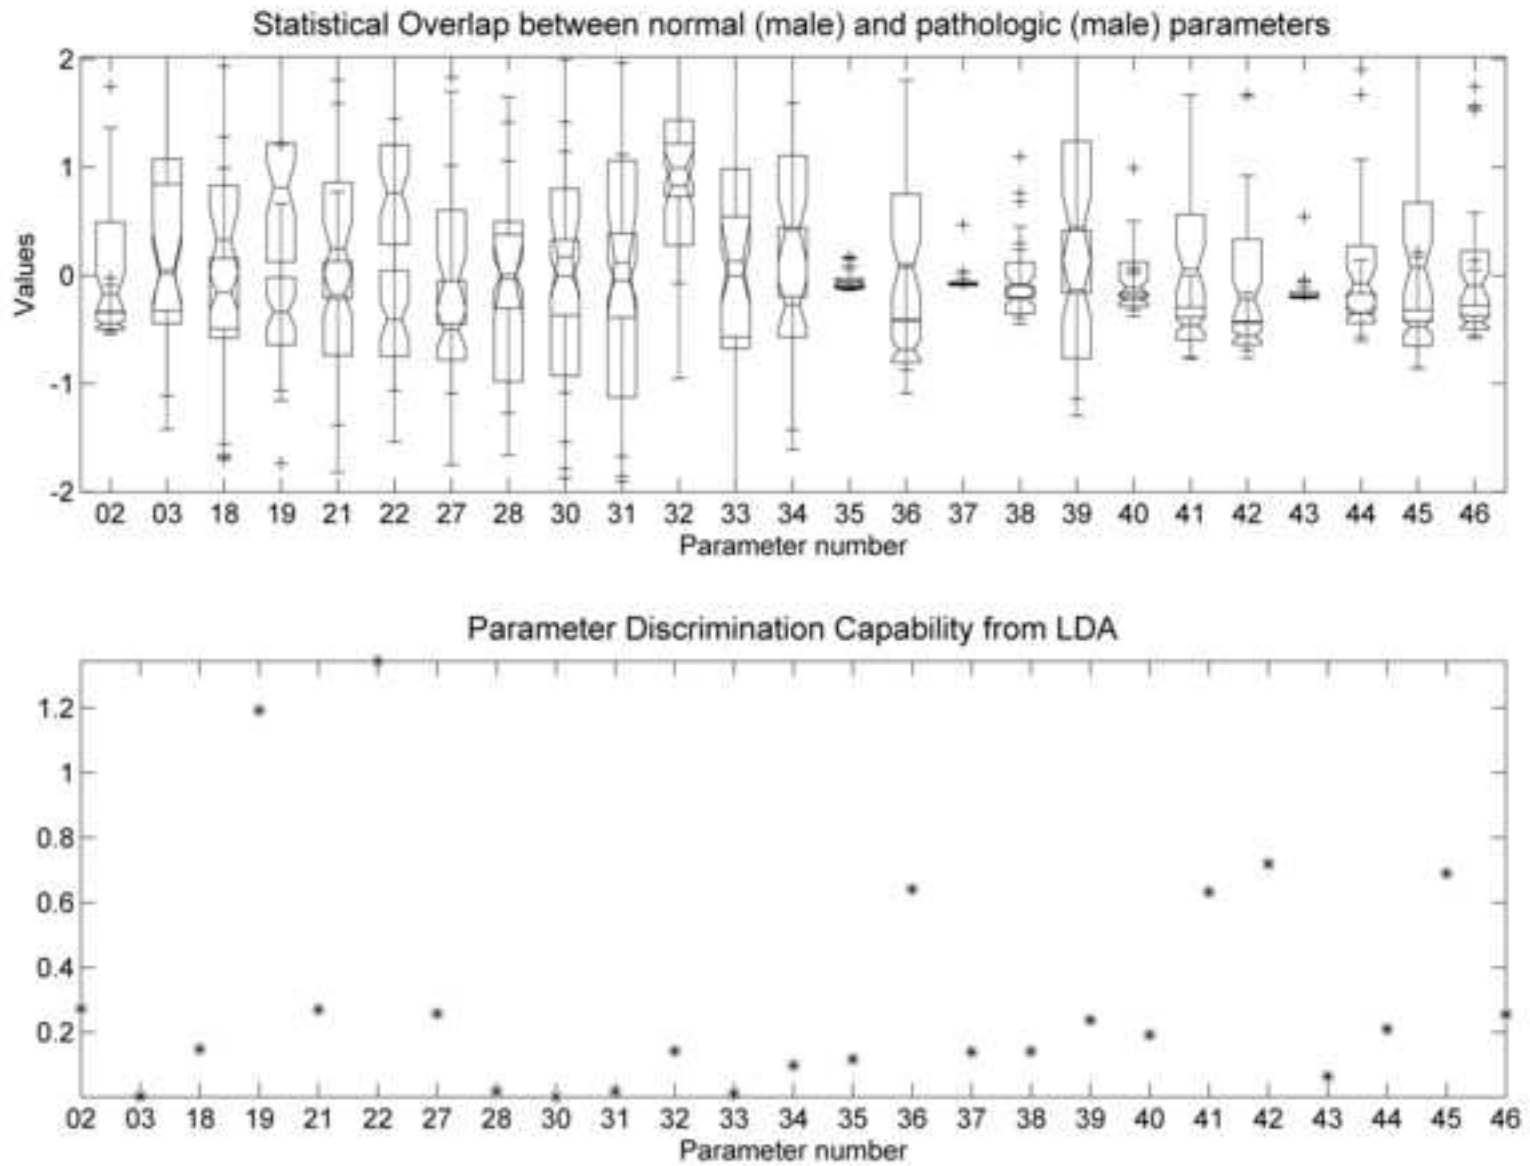 Statistical Overlap between normal (male) and pathologic (male) parameters
2
1
0
-1
-2
Values
02 03 18 19 21 22 27 28 30 31 32 33 34 35 36 37 38 39 40 41 42 43 44 45 46
Parameter number
Parameter Discrimination Capability from LDA
1.2
1
0.8
0.6
0.4
0.2
02 03 18 19 21 22 27 28 30 31 32 33 34 35 36 37 38 39 40 41 42 43 44 45 46
Parameter number